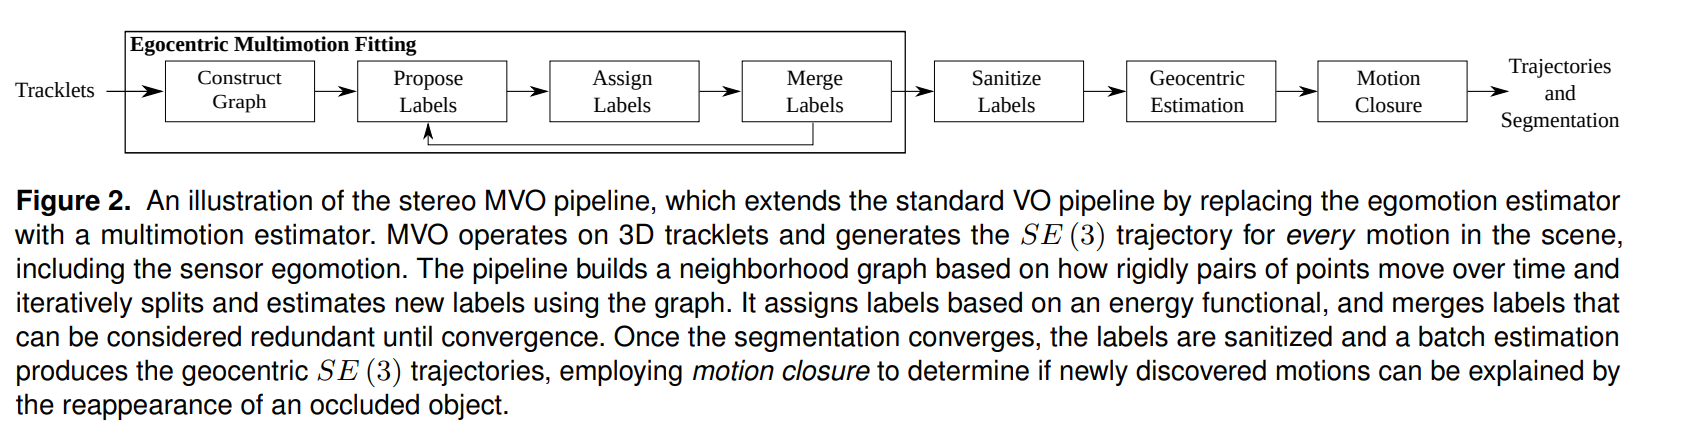 Egocentric Multimotion Fitting
Tracklets
Construct
Graph
Propose
Labels
Assign
Labels
Merge
Labels
Sanitize
Labels
Geocentric
Estimation
Motion
Closure
Trajectories
and
Segmentation
Figure 2. An illustration of the stereo MVO pipeline, which extends the standard VO pipeline by replacing the egomotion estimator
with a multimotion estimator. MVO operates on 3D tracklets and generates the SE (3) trajectory for every motion in the scene,
including the sensor egomotion. The pipeline builds a neighborhood graph based on how rigidly pairs of points move over time and
iteratively splits and estimates new labels using the graph. It assigns labels based on an energy functional, and merges labels that
can be considered redundant until convergence. Once the segmentation converges, the labels are sanitized and a batch estimation
produces the geocentric SE (3) trajectories, employing motion closure to determine if newly discovered motions can be explained by
the reappearance of an occluded object.